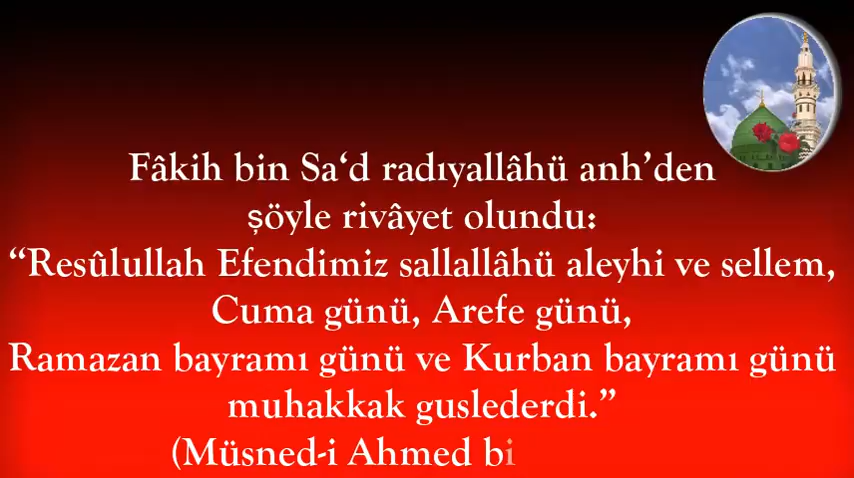 Fâkih bin Sa‘d radıyallâhü anh’den
şöyle rivâyet olundu:
“Resûlullah Efendimiz sallallâhü aleyhi ve sellem,
Cuma günü, Arefe günü,
Ramazan bayramı günü ve Kurban bayramı günü
muhakkak guslederdi.”
(Müsned-i Ahmed bi